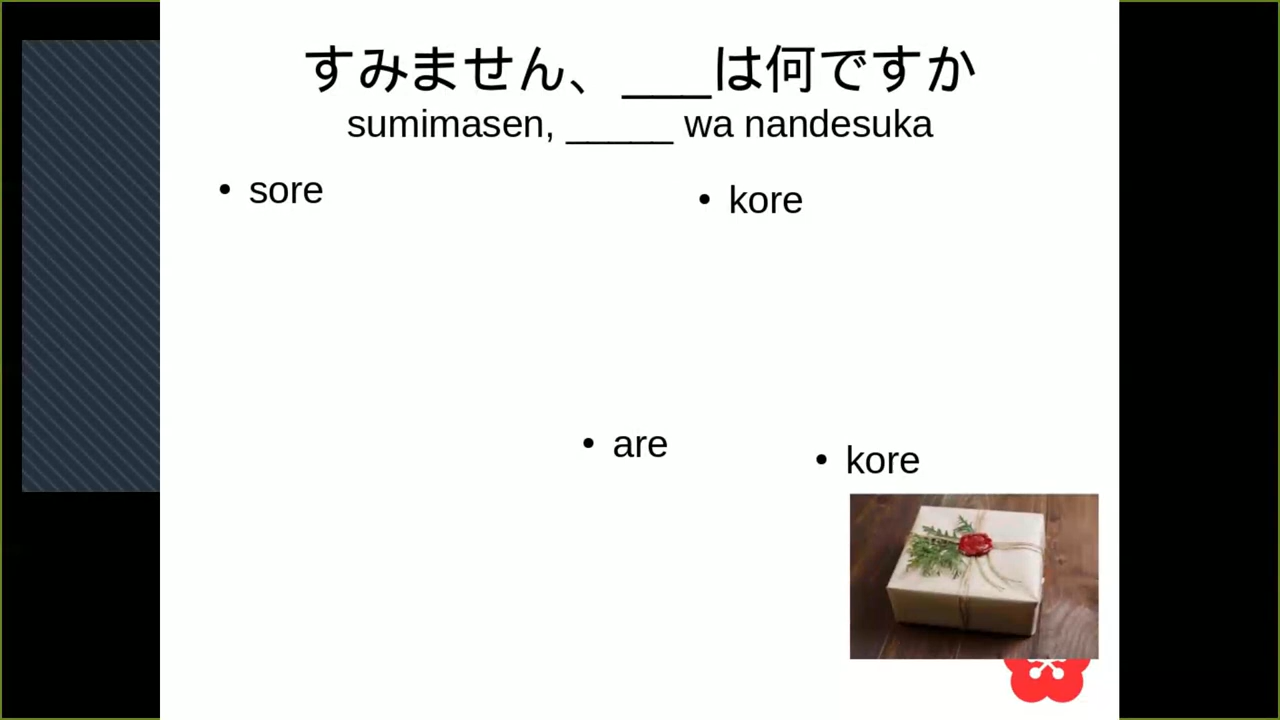 すみません、___は何ですか
sumimasen, _____ wa nandesuka
• sore
• kore
• are
• kore